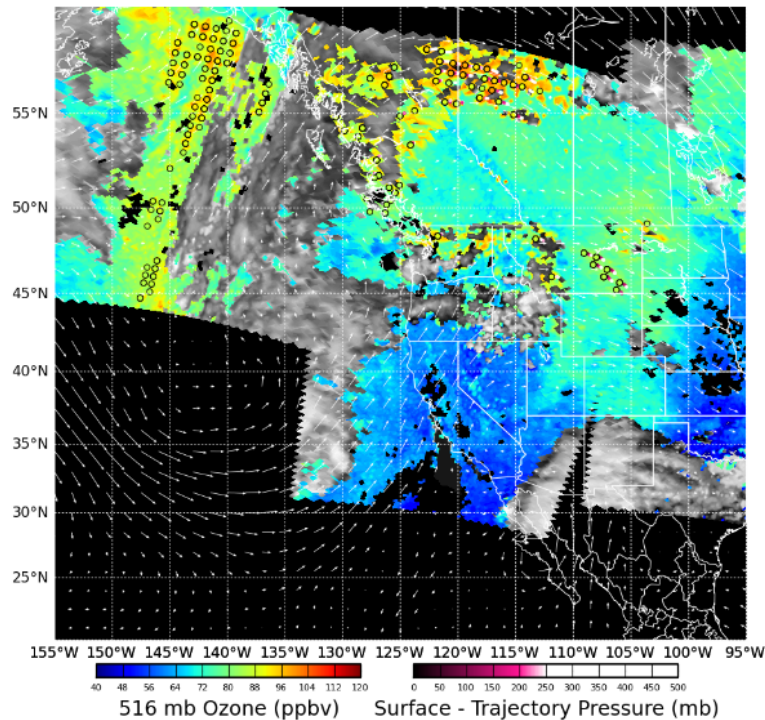 55°N
50°N
45°N
40°N
35°N
30°N
25°N
155°W 150°W 145°W 140°W 135°W 130°W 125°W 120°W 115°W 110°W 105°W 100°W 95°W
40 48 56 64 72 80 88 96 104 112 120
0 50 100 150 200 250 300 350 400 450 500
516 mb Ozone (ppbv)
Surface - Trajectory Pressure (mb)